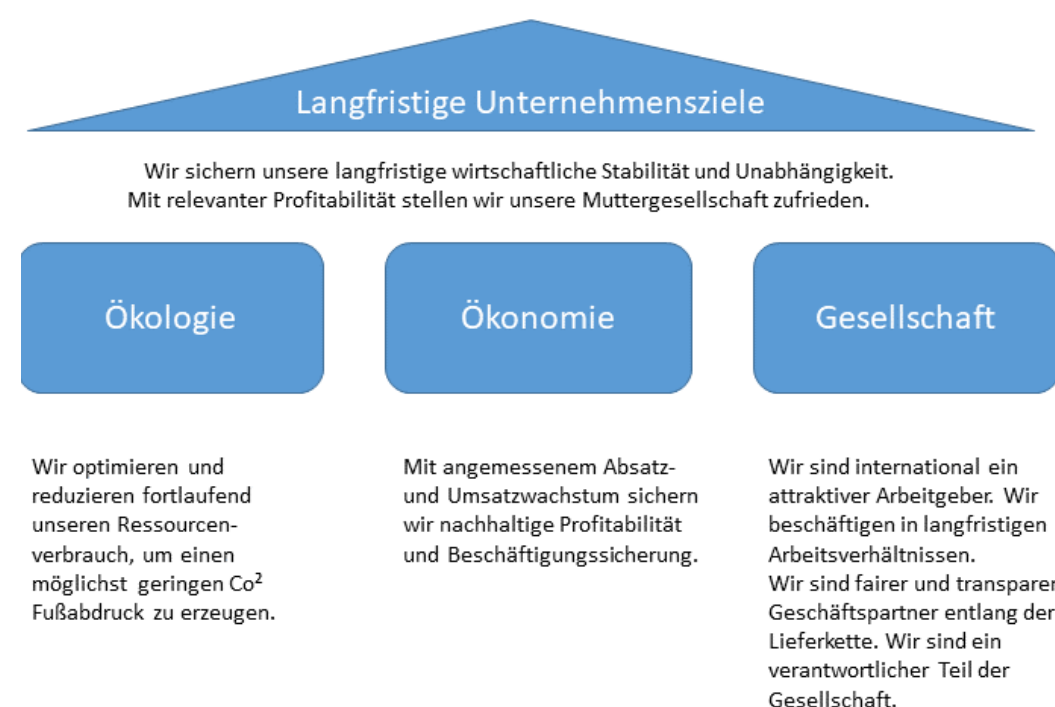 Langfristige Unternehmensziele
Wir sichern unsere langfristige wirtschaftliche Stabilität und Unabhängigkeit.
Mit relevanter Profitabilität stellen wir unsere Muttergesellschaft zufrieden.
Ökologie
Ökonomie
Gesellschaft
Wir optimieren und
reduzieren fortlaufend
unseren Ressourcen-
verbrauch, um einen
möglichst geringen Co²
Fußabdruck zu erzeugen.
Mit angemessenem Absatz-
und Umsatzwachstum sichern
wir nachhaltige Profitabilität
und Beschäftigungssicherung.
Wir sind international ein
attraktiver Arbeitgeber. Wir
beschäftigen in langfristigen
Arbeitsverhältnissen.
Wir sind fairer und
Geschäftspartner entlang der
Lieferkette. Wir sind ein
verantwortlicher Teil der
Gesellschaft.